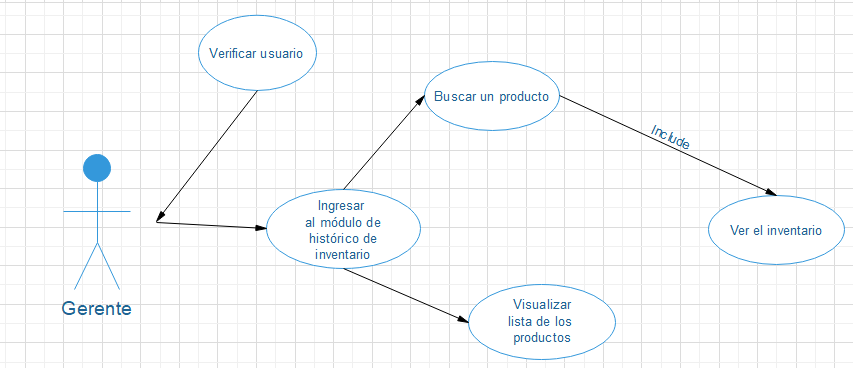 Verificar usuario
Buscar un producto
Include
Ingresar
al módulo de
histórico de
inventario
Ver el inventario
Gerente
Visualizar
lista de los
productos